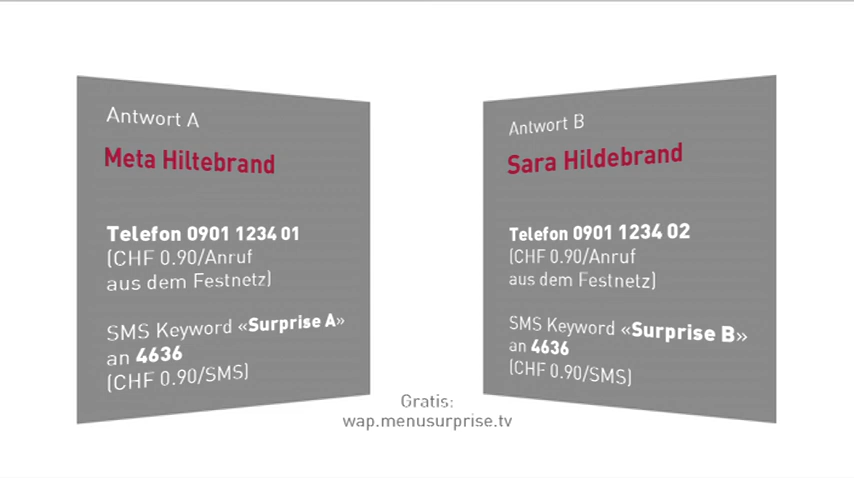 Antwort A
Meta Hiltebrand
Telefon 0901 1234 01
(CHF 0.90/Anruf
aus dem Festnetz)
SMS Keyword «Surprise A»
an 4636
(CHF 0.90/SMS)
Antwort B
Sara Hildebrand
Telefon 0901 1234 02
(CHF 0.90/Anruf
aus dem Festnetz)
SMS Keyword «Surprise B»
an 4636
(CHF 0.90/SMS)
Gratis:
wap.menusurprise.tv